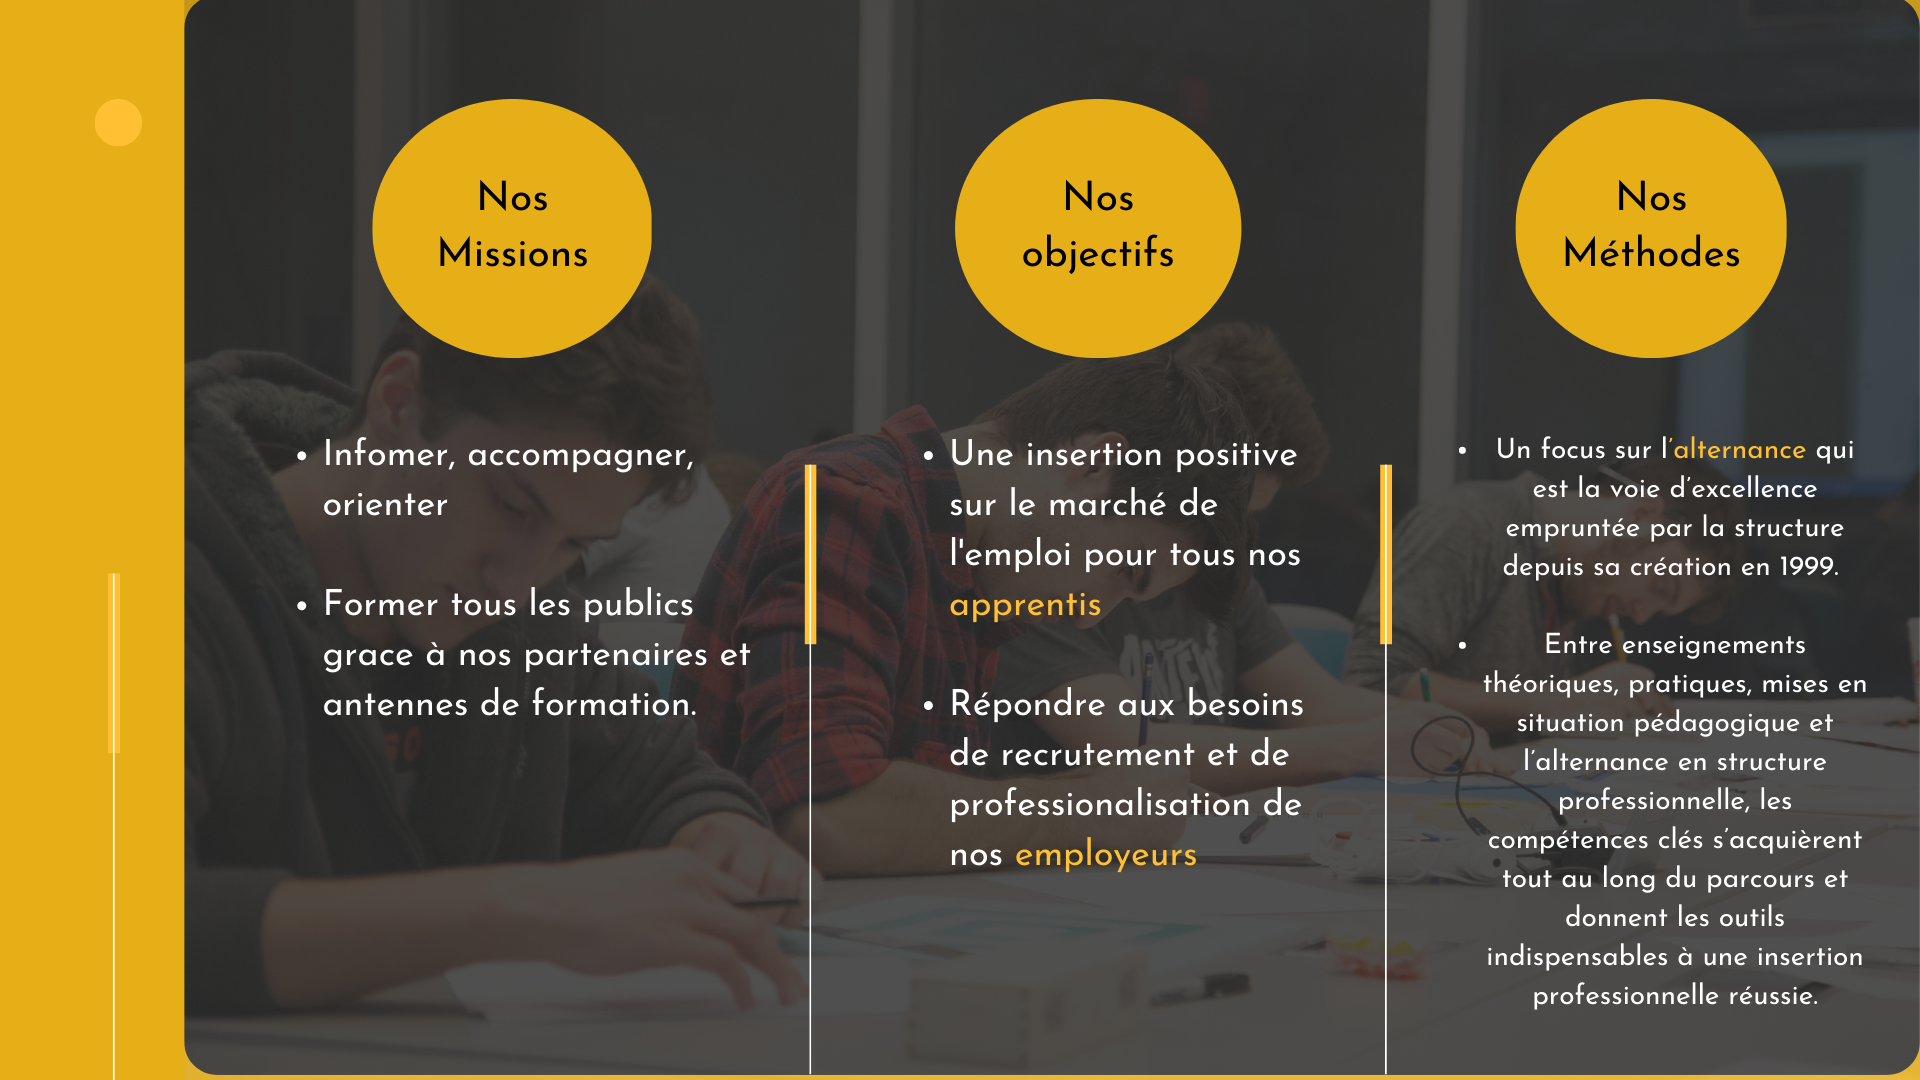 Nos
Missions
• Infomer, accompagner,
orienter
• Former tous les publics
grace à nos partenaires et
antennes de formation.
Nos
objectifs
• Une insertion positive
sur le marché de
l'emploi pour tous nos
apprentis
• Répondre aux besoins
de recrutement et de
professionalisation de
nos employeurs
Nos
Méthodes
• Un focus sur l’alternance qui
est la voie d’excellence
empruntée par la structure
depuis sa création en 1999.
• Entre enseignements
théoriques, pratiques, mises en
situation pédagogique et
l’alternance en structure
professionnelle, les
compétences clés s’acquièrent
tout au long du parcours et
donnent les outils
indispensables à une insertion
professionnelle réussie.